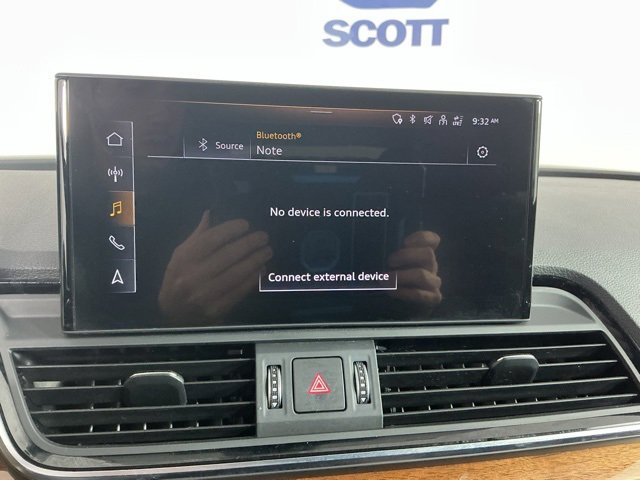 SCOTT
9:32 AM
Bluetooth®
Source
Note
No device is connected.
Connect external device